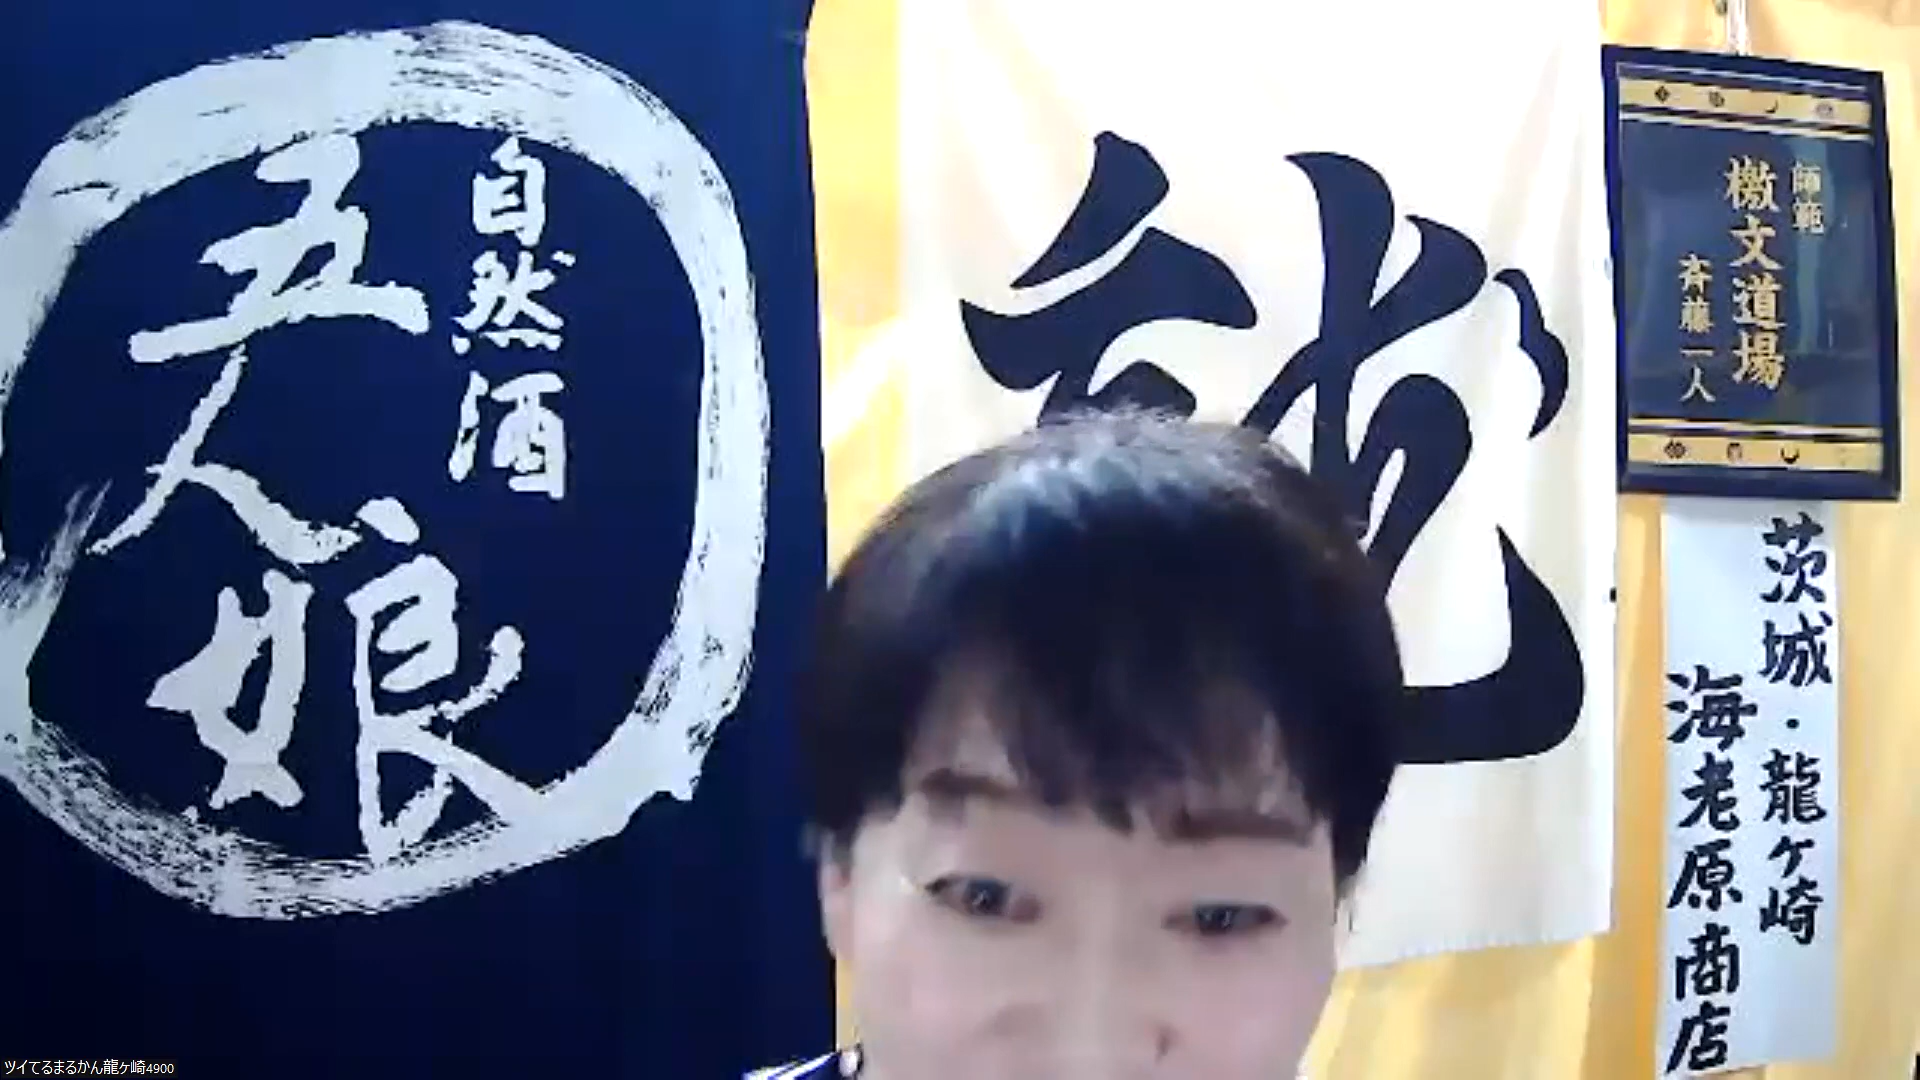 自然酒
五人娘
師範
檄文道場
斉藤一人
茨城・龍ケ崎
海老原商店
ツイてるまるかん龍ケ崎4900